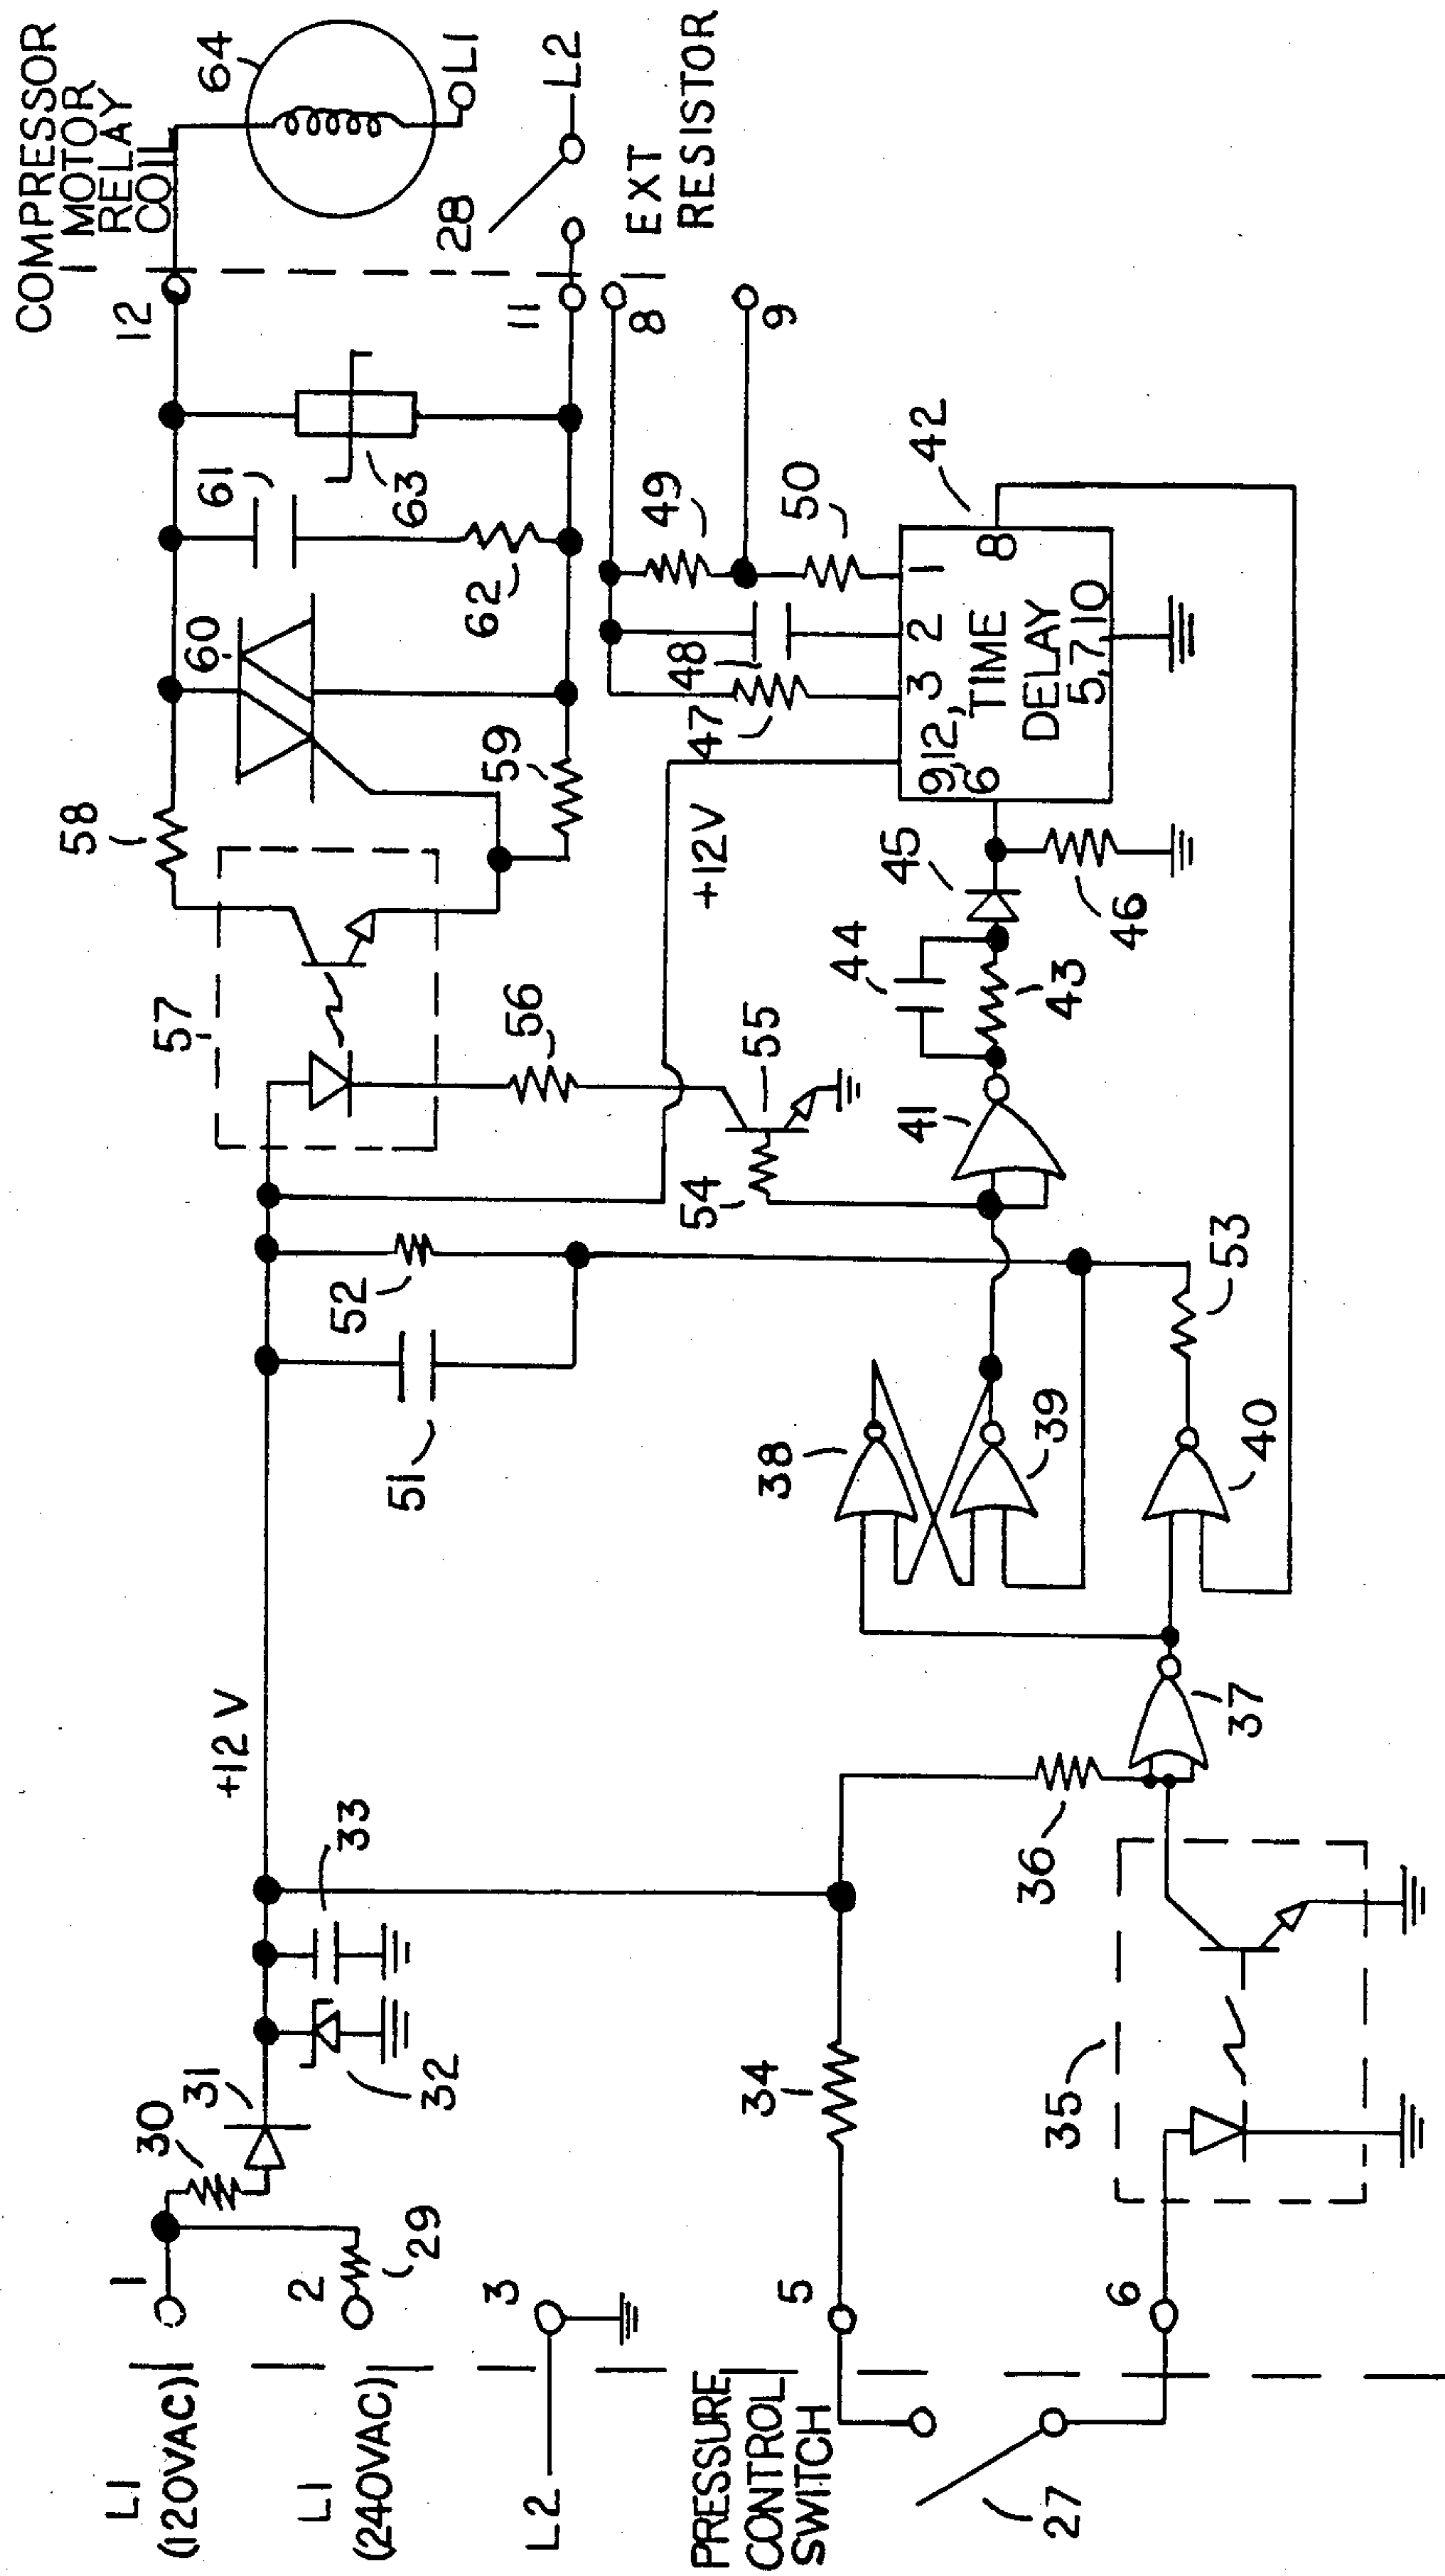 L1
(120VAC)
L1
(240VAC)
L2
PRESSURE
CONTROL
SWITCH
27
1
2
3
5
6
29
30
31
32
33
+12 V
34
35
36
37
38
39
40
51
52
53
54
55
56
57
58
59
60
61
62
63
+12V
41
42
43
44
45
46
47
48
49
50
9,12,
3
2
1
6
TIME
DELAY
8
5,7,10
12
11
8
9
COMPRESSOR
MOTOR
RELAY
COIL
64
L1
28
L2
EXT
RESISTOR